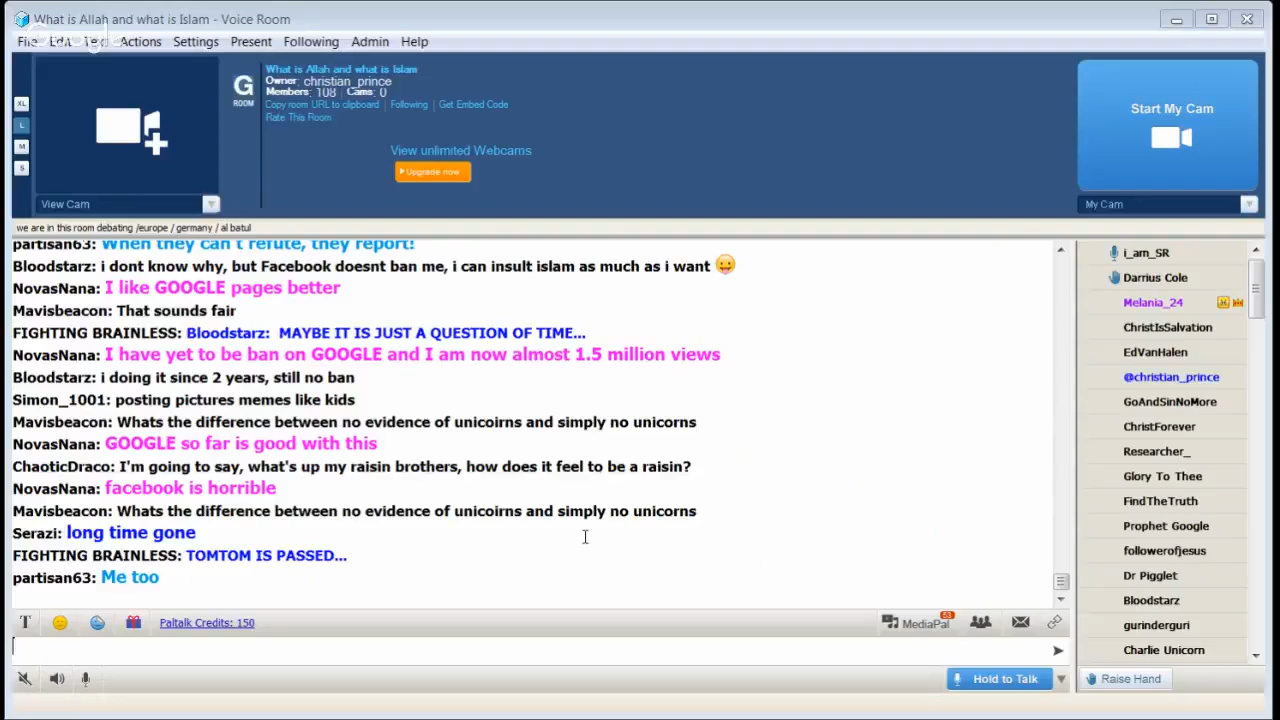 What is Allah and what is Islam - Voice Room
Google
File Edit Text Actions Settings Present Following Admin Help
XL
L
M
S
View Cam
G
ROOM
What is Allah and what is Islam
Owner: christian_prince
Members: 108 | Cams: 0
Copy room URL to clipboard | Following | Get Embed Code
Rate This Room
View unlimited Webcams
Upgrade now
Start My Cam
My Cam
we are in this room debating /europe / germany / al batul
partisan63: When they can't refute, they report!
Bloodstarz: i dont know why, but Facebook doesnt ban me, i can insult islam as much as i want
NovasNana: I like GOOGLE pages better
Mavisbeacon: That sounds fair
FIGHTING BRAINLESS: Bloodstarz: MAYBE IT IS JUST A QUESTION OF TIME...
NovasNana: I have yet to be ban on GOOGLE and I am now almost 1.5 million views
Bloodstarz: i doing it since 2 years, still no ban
Simon_1001: posting pictures memes like kids
Mavisbeacon: Whats the difference between no evidence of unicoirns and simply no unicorns
NovasNana: GOOGLE so far is good with this
ChaoticDraco: I'm going to say, what's up my raisin brothers, how does it feel to be a raisin?
NovasNana: facebook is horrible
Mavisbeacon: Whats the difference between no evidence of unicoirns and simply no unicorns
Serazi: long time gone
FIGHTING BRAINLESS: TOMTOM IS PASSED...
partisan63: Me too
i_am_SR
Darrius Cole
Melania_24
ChristIsSalvation
EdVanHalen
@christian_prince
GoAndSinNoMore
ChristForever
Researcher_
Glory To Thee
FindTheTruth
Prophet Google
followerofjesus
Dr Pigglet
Bloodstarz
gurinderguri
Charlie Unicorn
T
Paltalk Credits: 150
MediaPal
53
Hold to Talk
Raise Hand